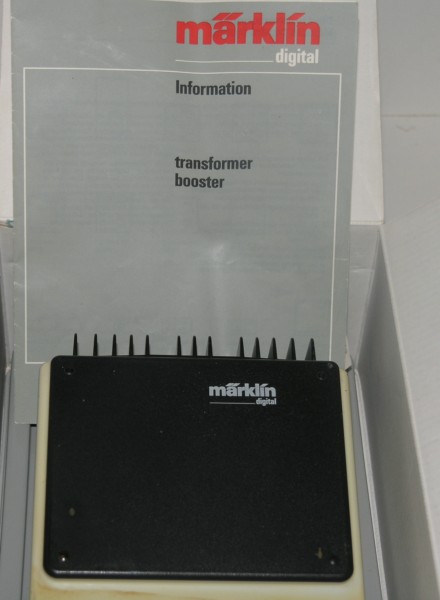 märklin
digital
Information
transformer
booster
märklin
digital